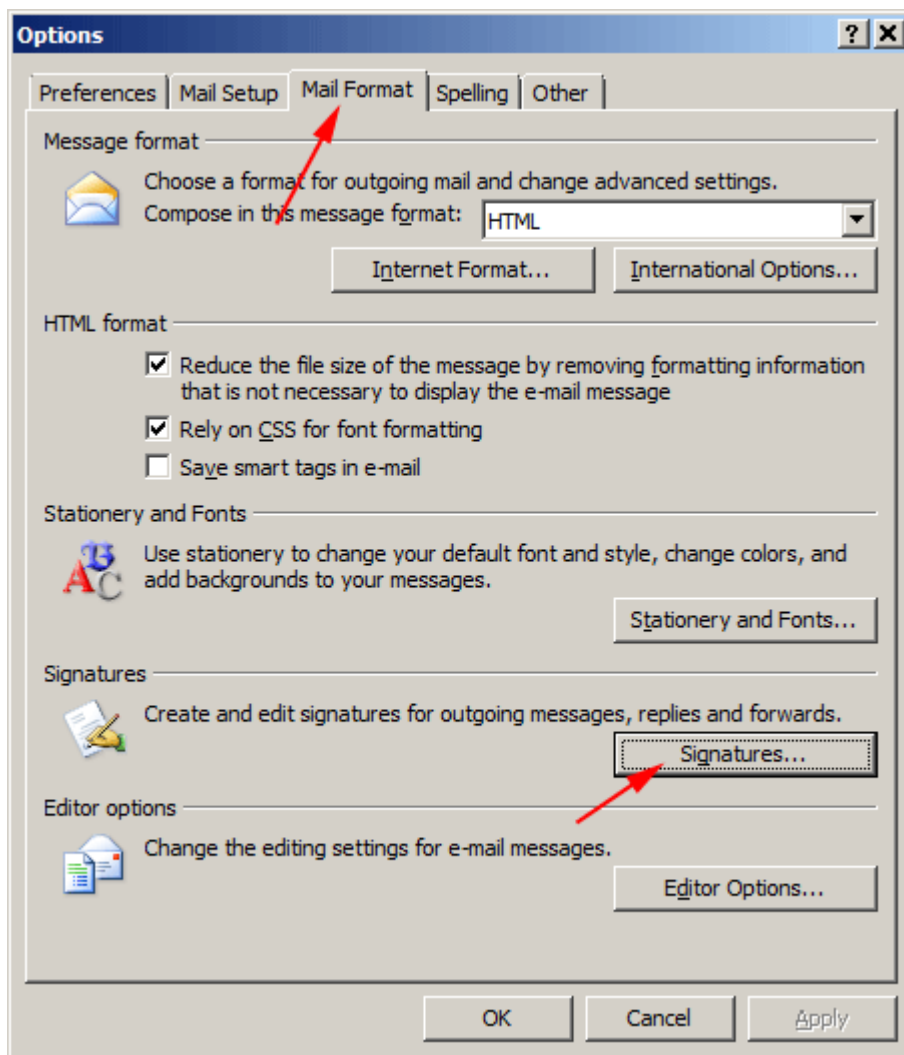 Options
Preferences Mail Setup Mail Format Spelling Other
Message format
Choose a format for outgoing mail and change advanced settings.
Compose in this message format: HTML
Internet Format... International Options...
HTML format
Reduce the file size of the message by removing formatting information
that is not necessary to display the e-mail message
Rely on CSS for font formatting
Save smart tags in e-mail
Stationery and Fonts
Use stationery to change your default font and style, change colors, and
add backgrounds to your messages.
Stationery and Fonts...
Signatures
Create and edit signatures for outgoing messages, replies and forwards.
Signatures...
Editor options
Change the editing settings for e-mail messages.
Editor Options...
OK Cancel Apply